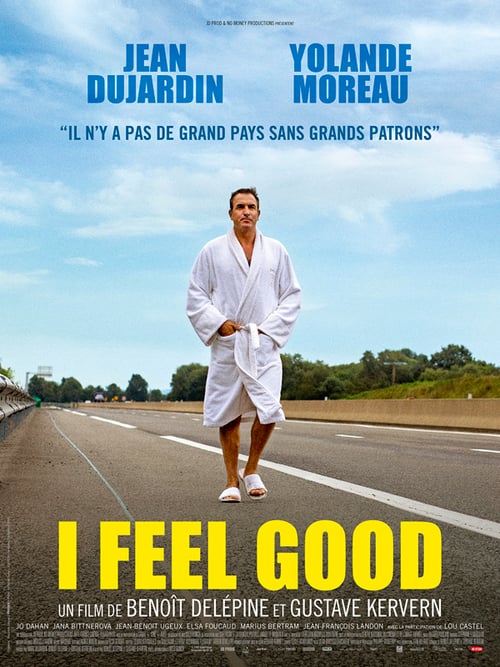 JD PROD & NO MONEY PRODUCTIONS PRÉSENTENT
JEAN DUJARDIN
YOLANDE MOREAU
“IL N’Y A PAS DE GRAND PAYS SANS GRANDS PATRONS”
I FEEL GOOD
UN FILM DE BENOÎT DELÉPINE ET GUSTAVE KERVERN
JO DAHAN JANA BITTNEROVA JEAN-BENOIT UGEUX ELSA FOUCAUD MARIUS BERTRAM JEAN-FRANÇOIS LANDON AVEC LA PARTICIPATION DE LOU CASTEL